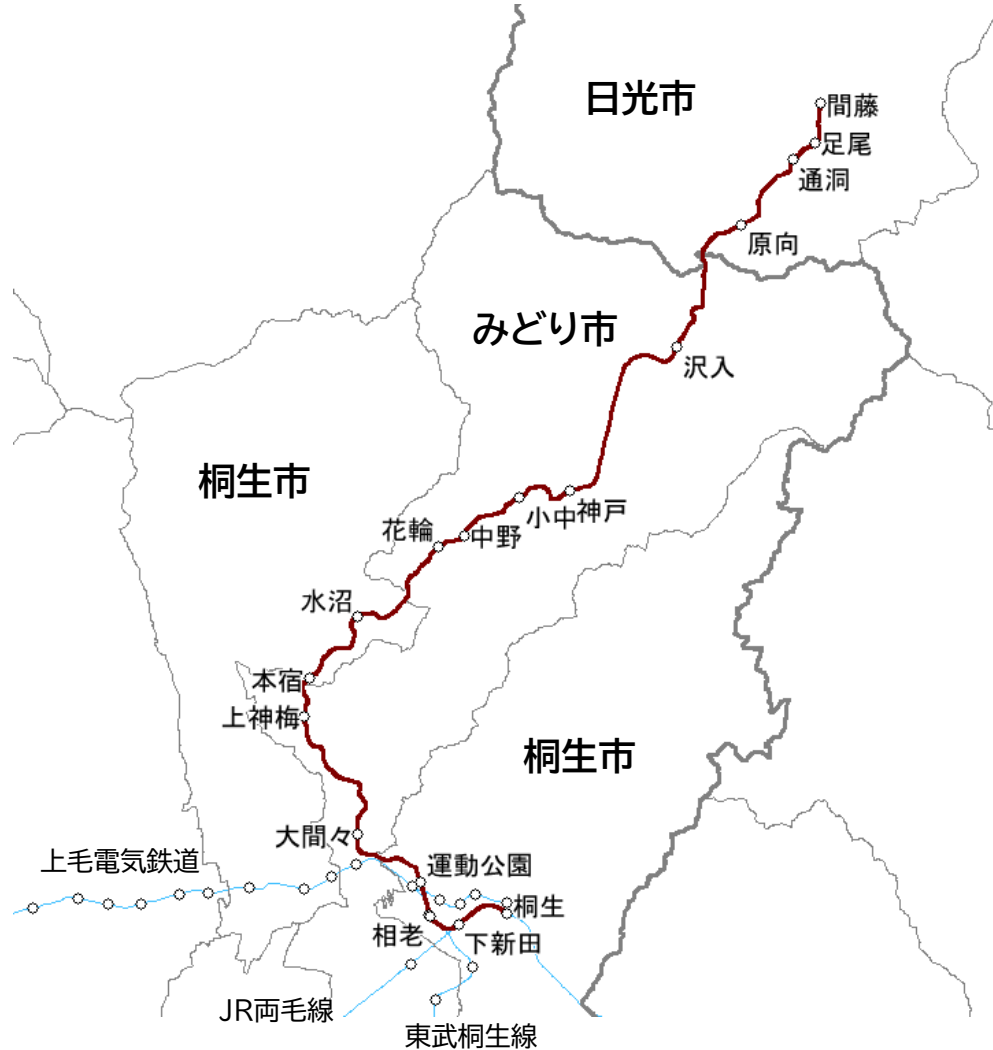 日光市
間藤
足尾
通洞
原向
みどり市
沢入
桐生市
神戸
小中
中野
花輪
水沼
本宿
上神梅
桐生市
大間々
上毛電気鉄道
運動公園
桐生
相老
下新田
JR両毛線
東武桐生線